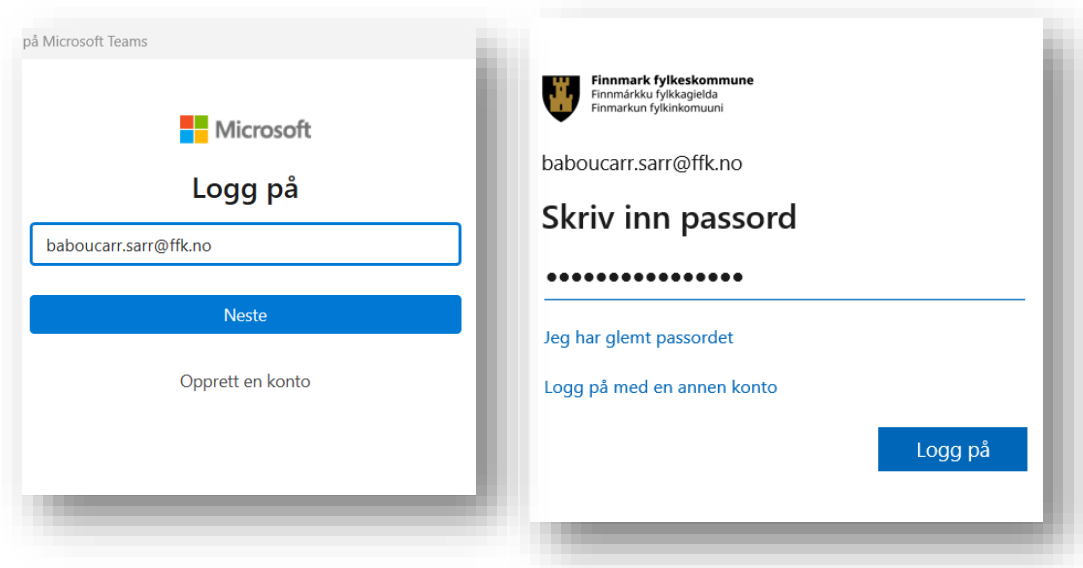 på Microsoft Teams
Microsoft
Logg på
baboucarr.sarr@ffk.no
Neste
Opprett en konto
Finnmark fylkeskommune
Finnmárkku fylkkagielda
Finmarkun fylkinkomuuni
baboucarr.sarr@ffk.no
Skriv inn passord
••••••••••••••••
Jeg har glemt passordet
Logg på med en annen konto
Logg på